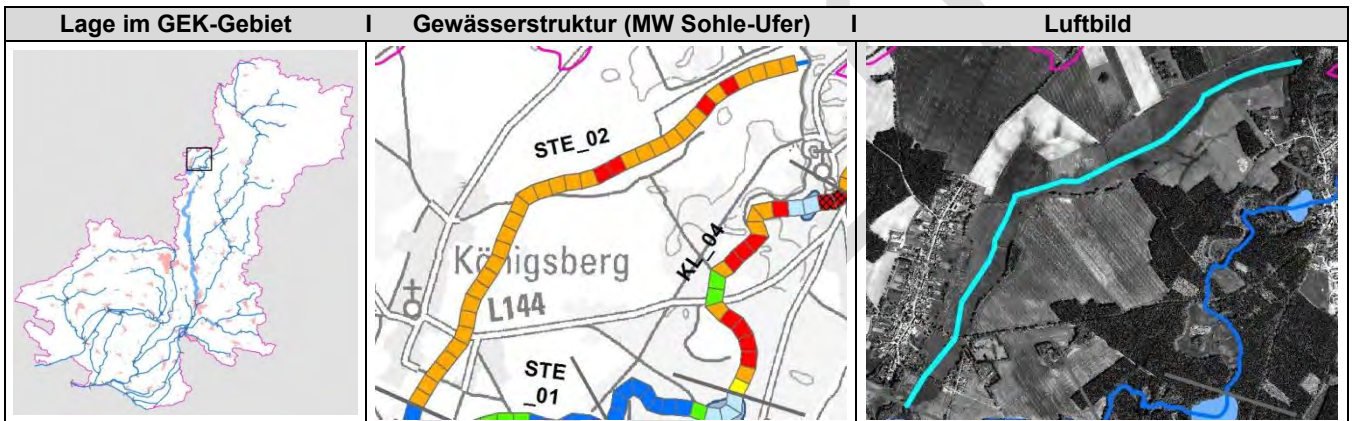 Lage im GEK-Gebiet I Gewässerstruktur (MW Sohle-Ufer) I Luftbild
STE_02
KL_04
Königsberg
L144
STE
_01